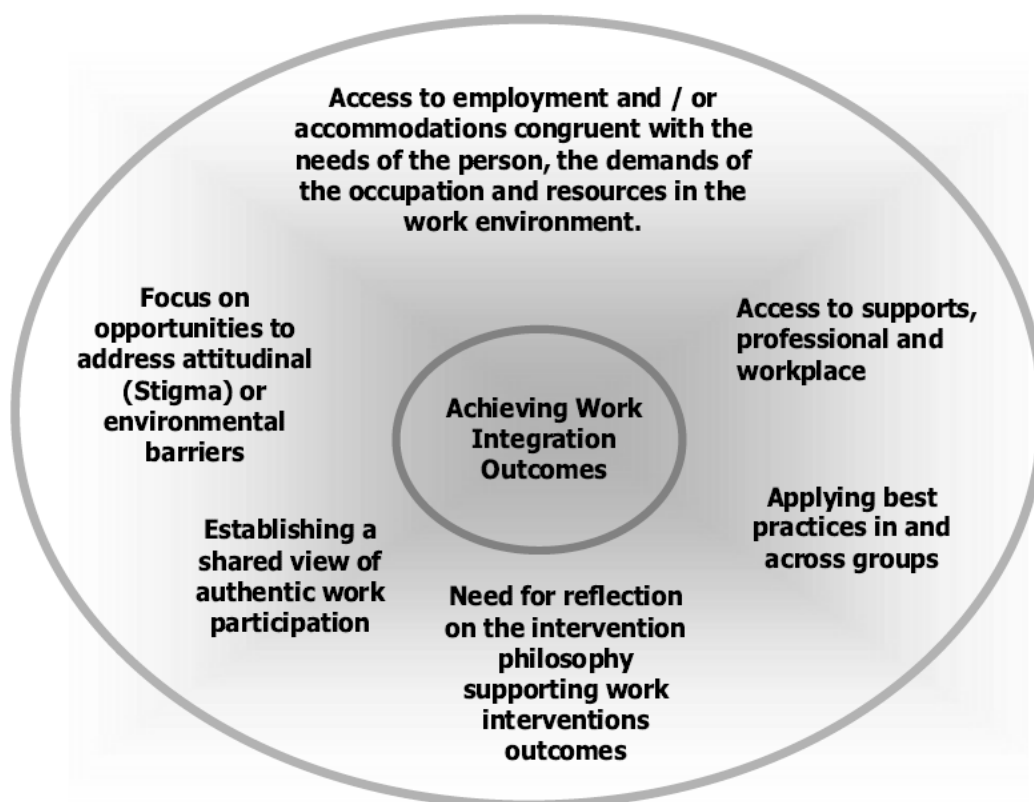 Access to employment and / or
accommodations congruent with the
needs of the person, the demands of
the occupation and resources in the
work environment.
Focus on
opportunities to
address attitudinal
(Stigma) or
environmental
barriers
Access to supports,
professional and
workplace
Achieving Work
Integration
Outcomes
Applying best
practices in and
across groups
Establishing a
shared view of
authentic work
participation
Need for reflection
on the intervention
philosophy
supporting work
interventions
outcomes